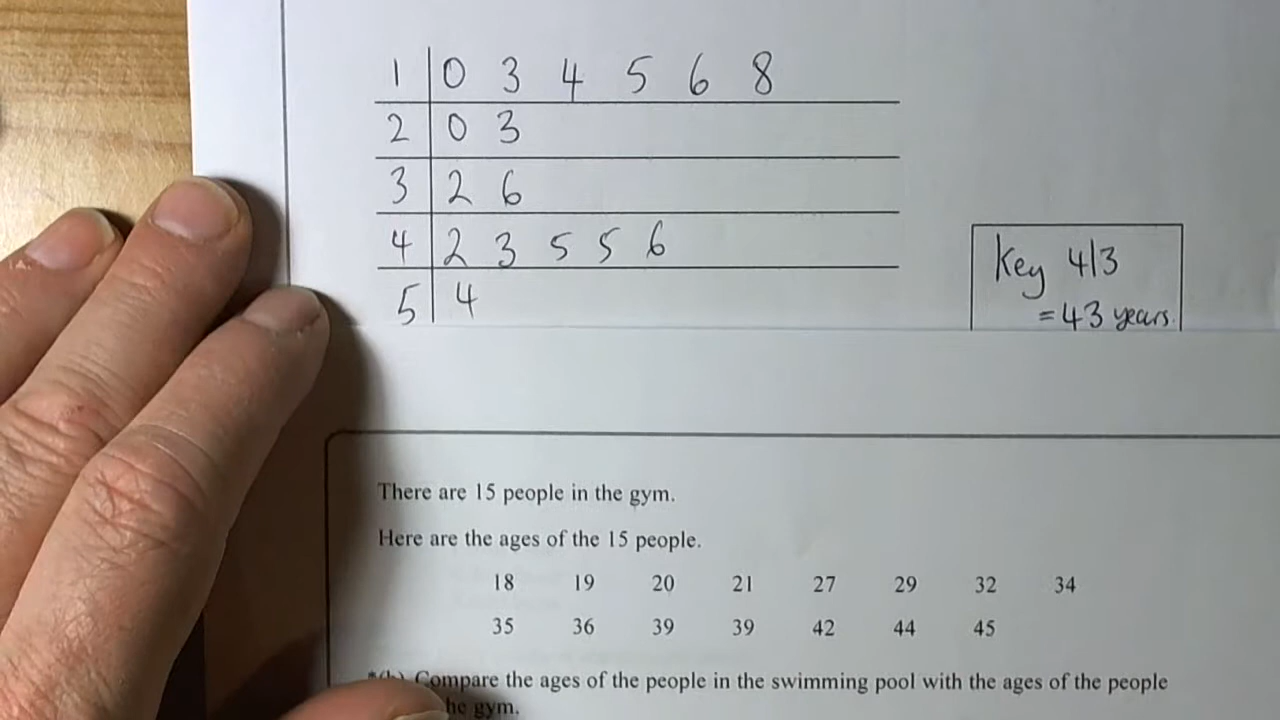 1 | 0 3 4 5 6 8
2 | 0 3
3 | 2 6
4 | 2 3 5 5 6
5 | 4
Key 4|3
= 43 years.
There are 15 people in the gym.
Here are the ages of the 15 people.
18 19 20 21 27 29 32 34
35 36 39 39 42 44 45
Compare the ages of the people in the swimming pool with the ages of the people
gym.